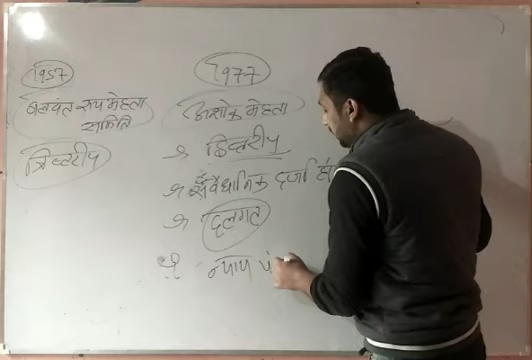 1957
बलवंत राय मेहता
समिति
त्रिस्तरीय
1977
अशोक मेहता
→ द्विस्तरीय
→ संवैधानिक दर्जा हो
→ दलगत
→ न्याय पं